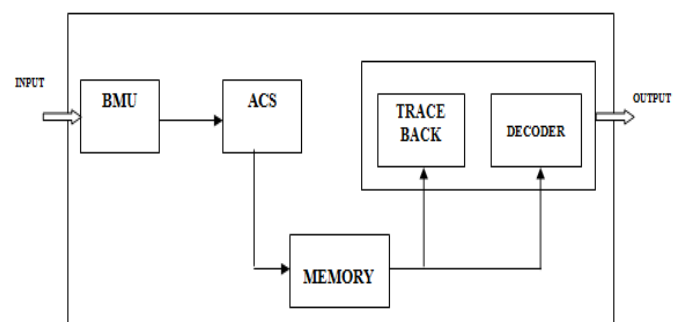 INPUT
BMU
ACS
TRACE
BACK
DECODER
OUTPUT
MEMORY